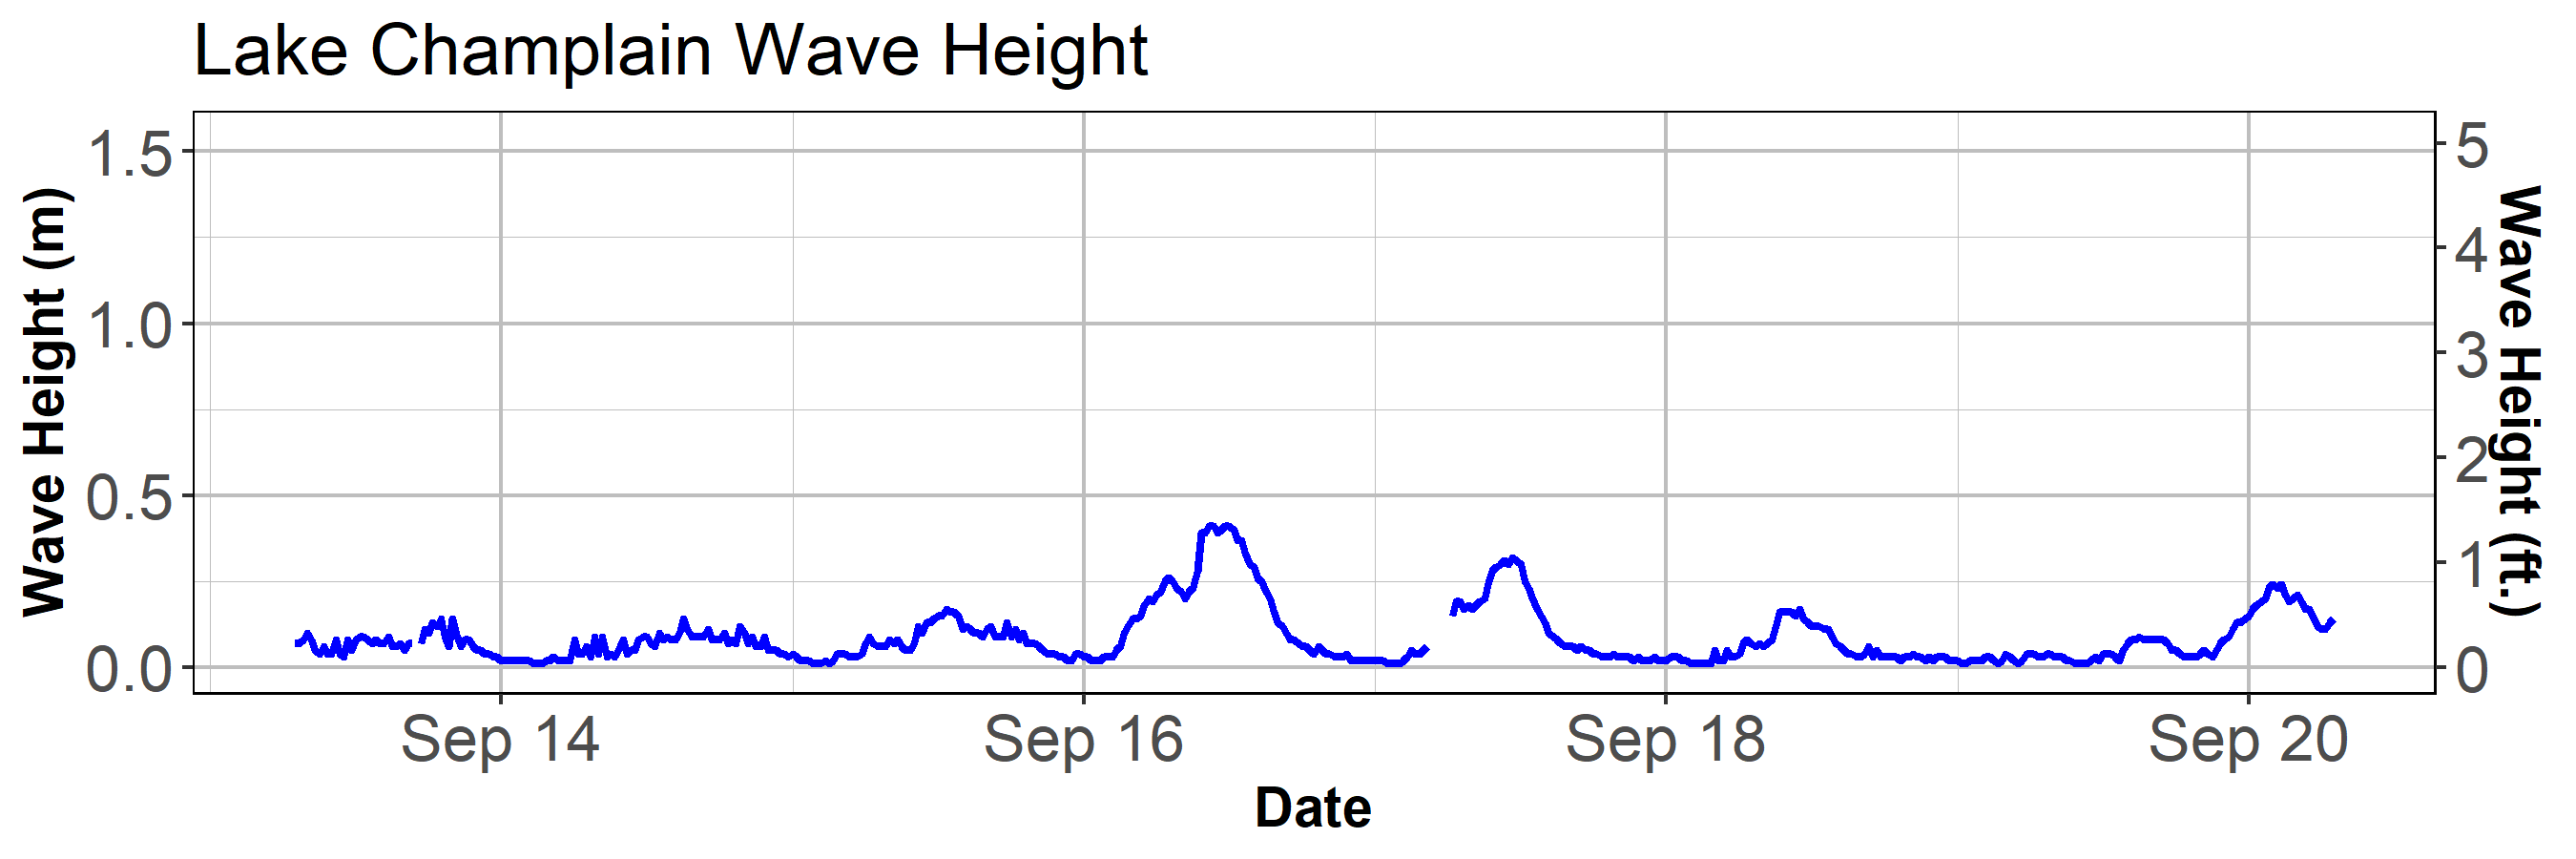 Lake Champlain Wave Height
Wave Height (m)
1.5
1.0
0.5
0.0
5
4
3
2
1
0
Wave Height (ft.)
Sep 14
Sep 16
Sep 18
Sep 20
Date